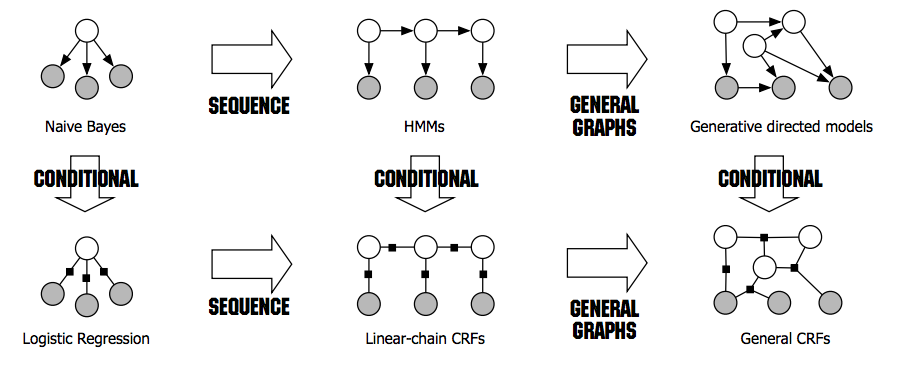 SEQUENCE
GENERAL
GRAPHS
Naive Bayes
HMMs
Generative directed models
CONDITIONAL
CONDITIONAL
CONDITIONAL
SEQUENCE
GENERAL
GRAPHS
Logistic Regression
Linear-chain CRFs
General CRFs